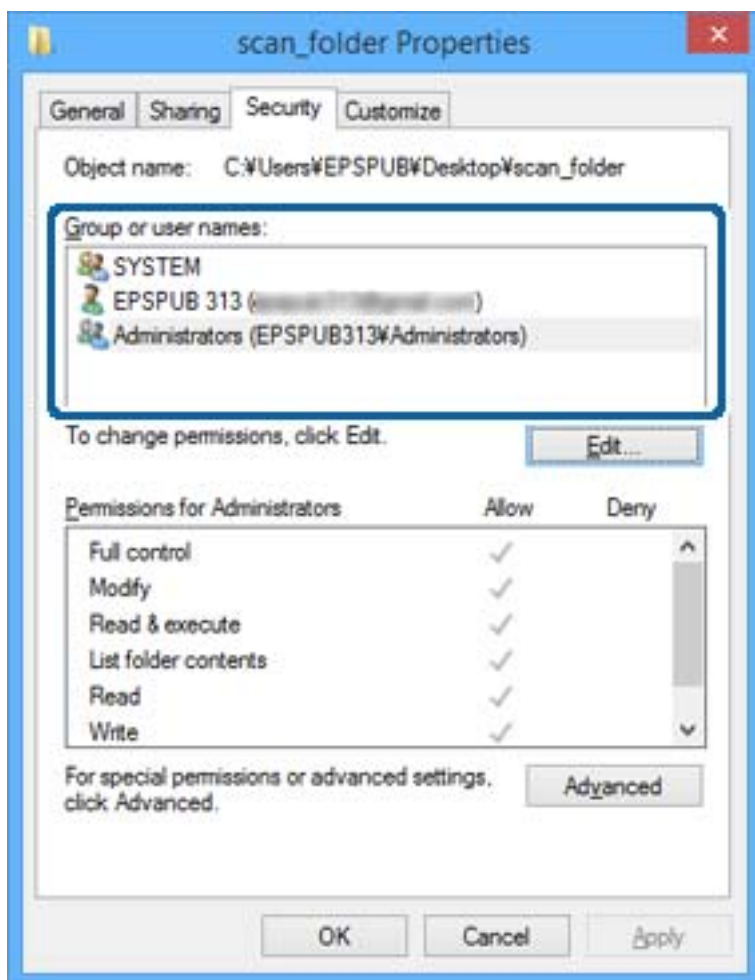 scan_folder Properties
General Sharing Security Customize
Object name: C:¥Users¥EPSPUB¥Desktop¥scan_folder
Group or user names:
SYSTEM
EPSPUB 313 ( )
Administrators (EPSPUB313¥Administrators)
To change permissions, click Edit.
Edit...
Permissions for Administrators Allow Deny
Full control
Modify
Read & execute
List folder contents
Read
Write
For special permissions or advanced settings,
click Advanced.
Advanced
OK Cancel Apply